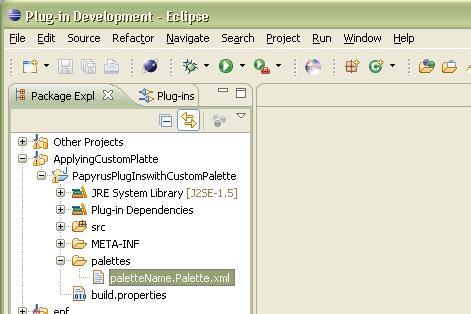 Plug-in Development - Eclipse
File Edit Source Refactor Navigate Search Project Run Window Help
Package Expl Plug-ins
Other Projects
ApplyingCustomPlatte
PapyrusPlugInswithCustomPalette
JRE System Library [J2SE-1.5]
Plug-in Dependencies
src
META-INF
palettes
paletteName.Palette.xml
010 build.properties
epf